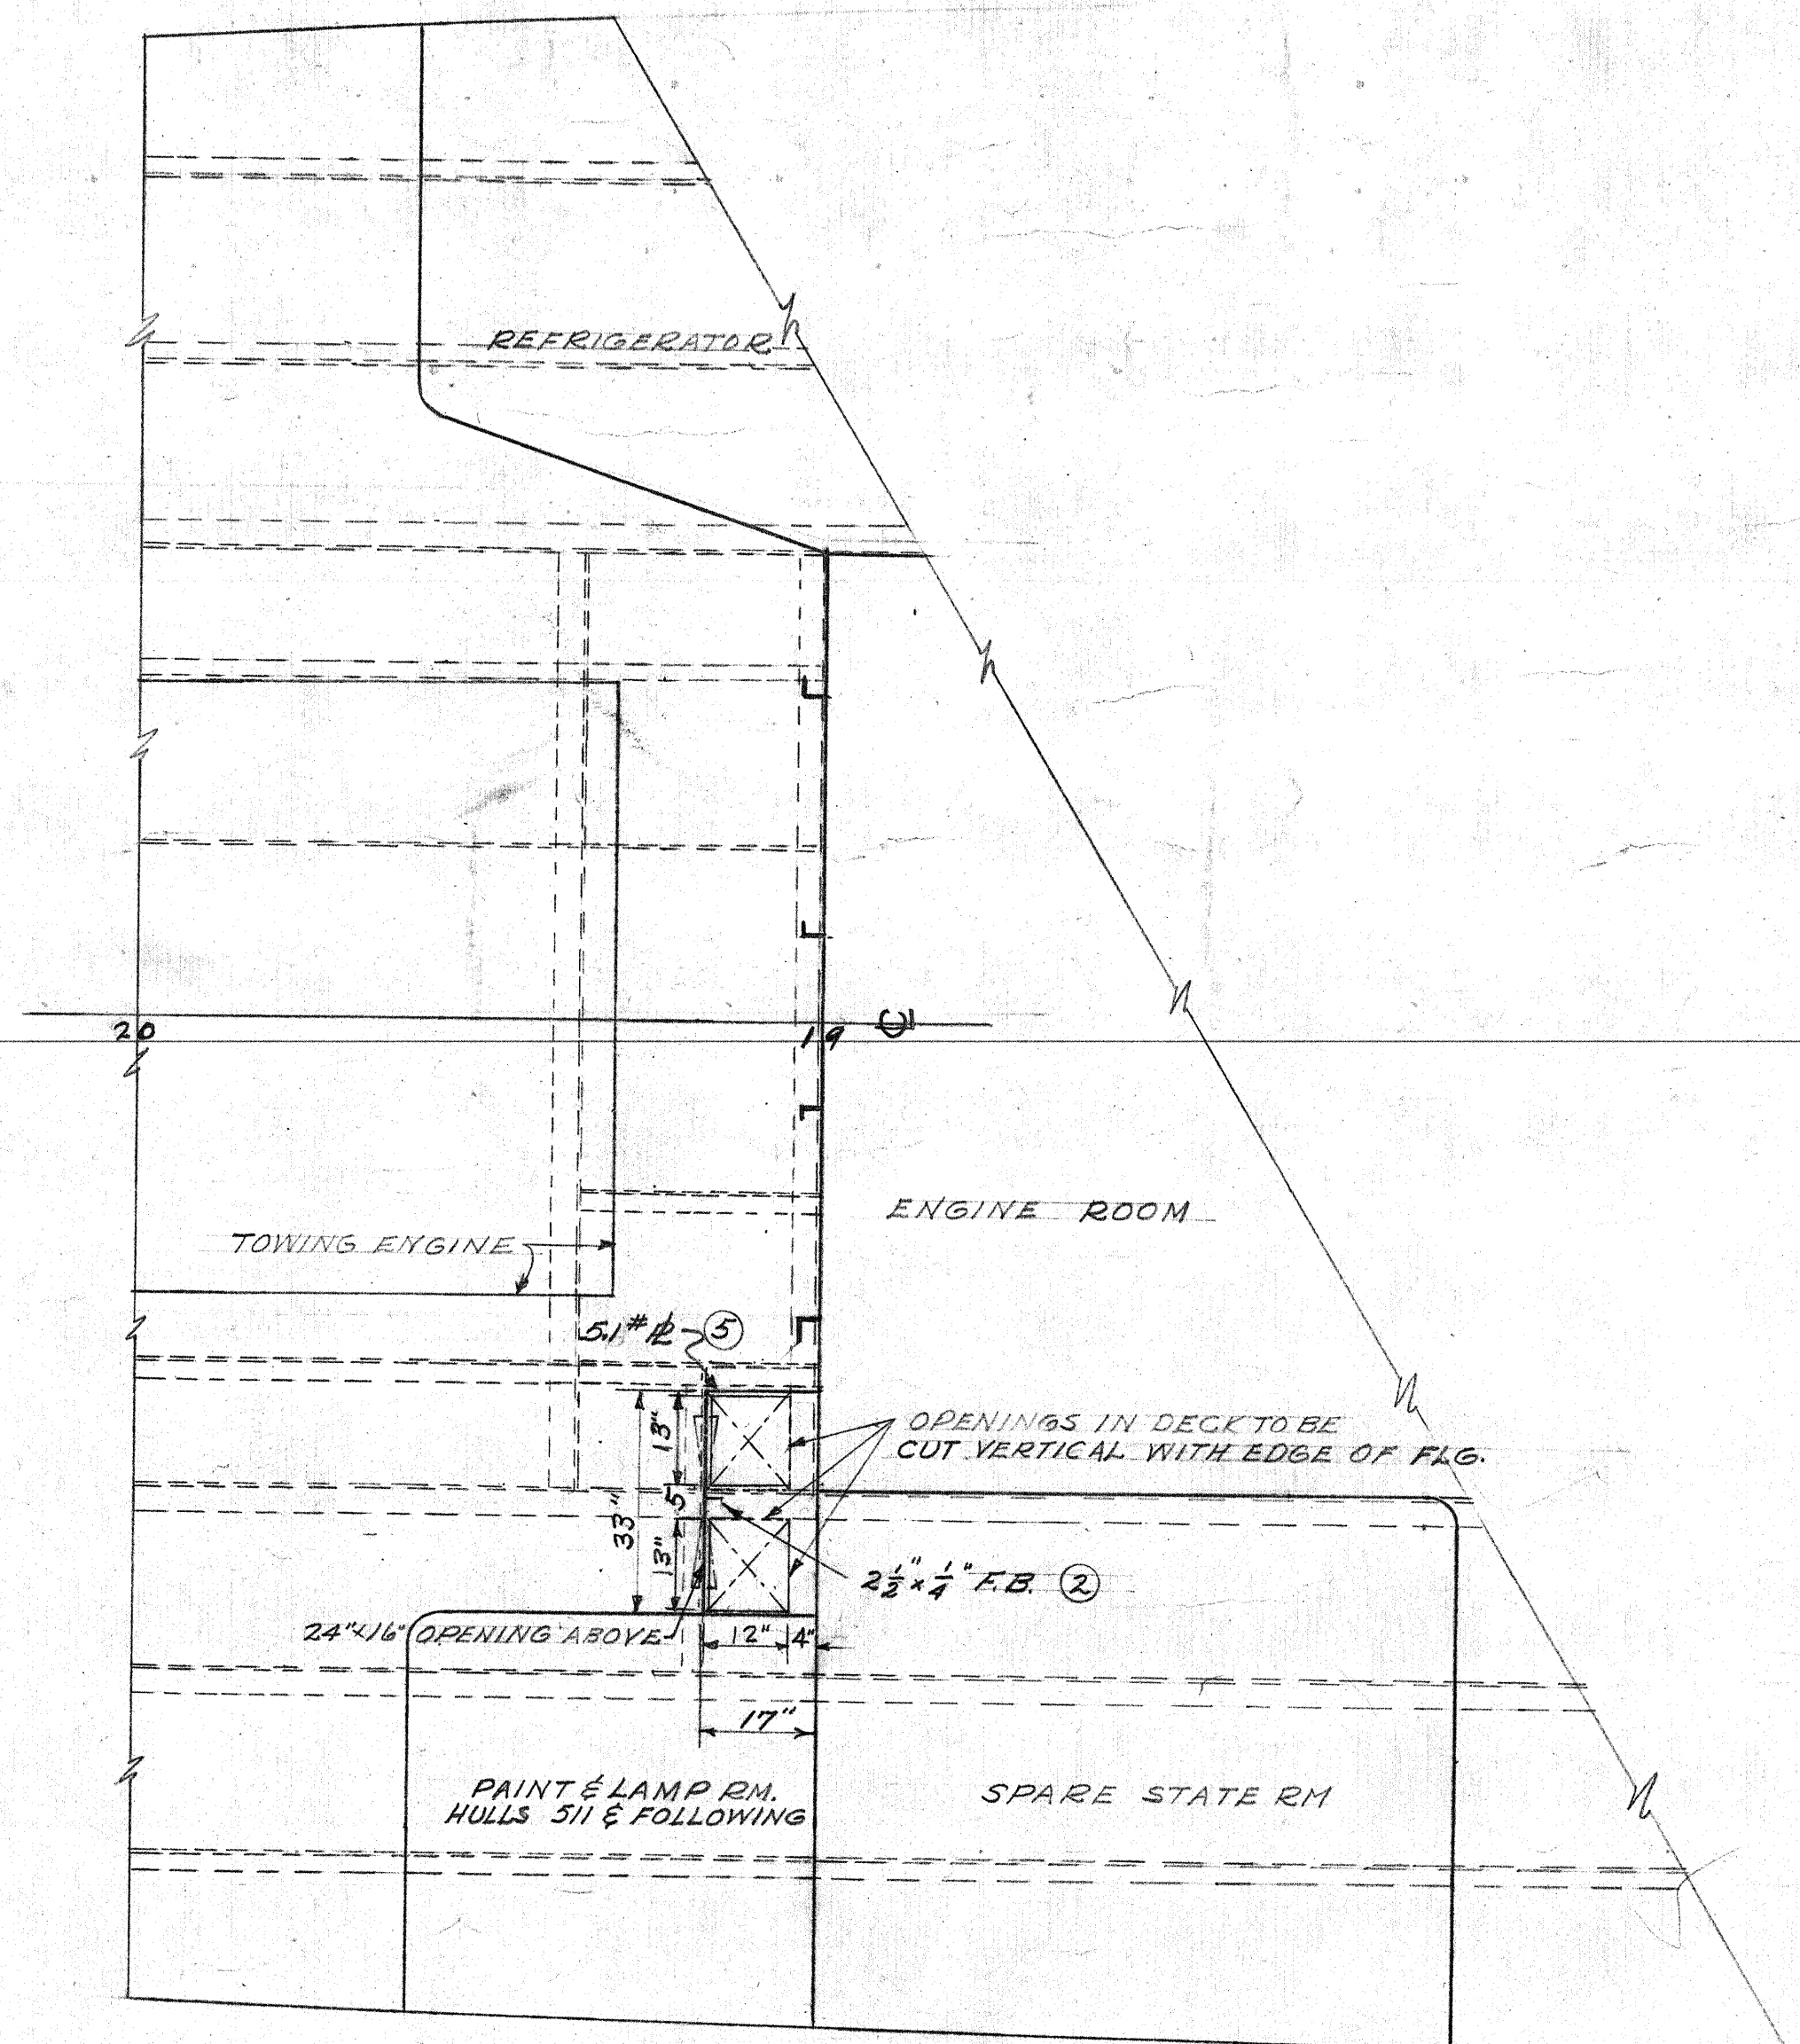 REFRIGERATOR
20
19 ℄
ENGINE ROOM
TOWING ENGINE
5.1# ⅊ 5
OPENINGS IN DECK TO BE
CUT VERTICAL WITH EDGE OF FLG.
13"
5"
33"
13"
2½" x ¼" F.B. 2
24"x16" OPENING ABOVE
12" 4"
17"
PAINT & LAMP RM.
HULLS 511 & FOLLOWING
SPARE STATE RM